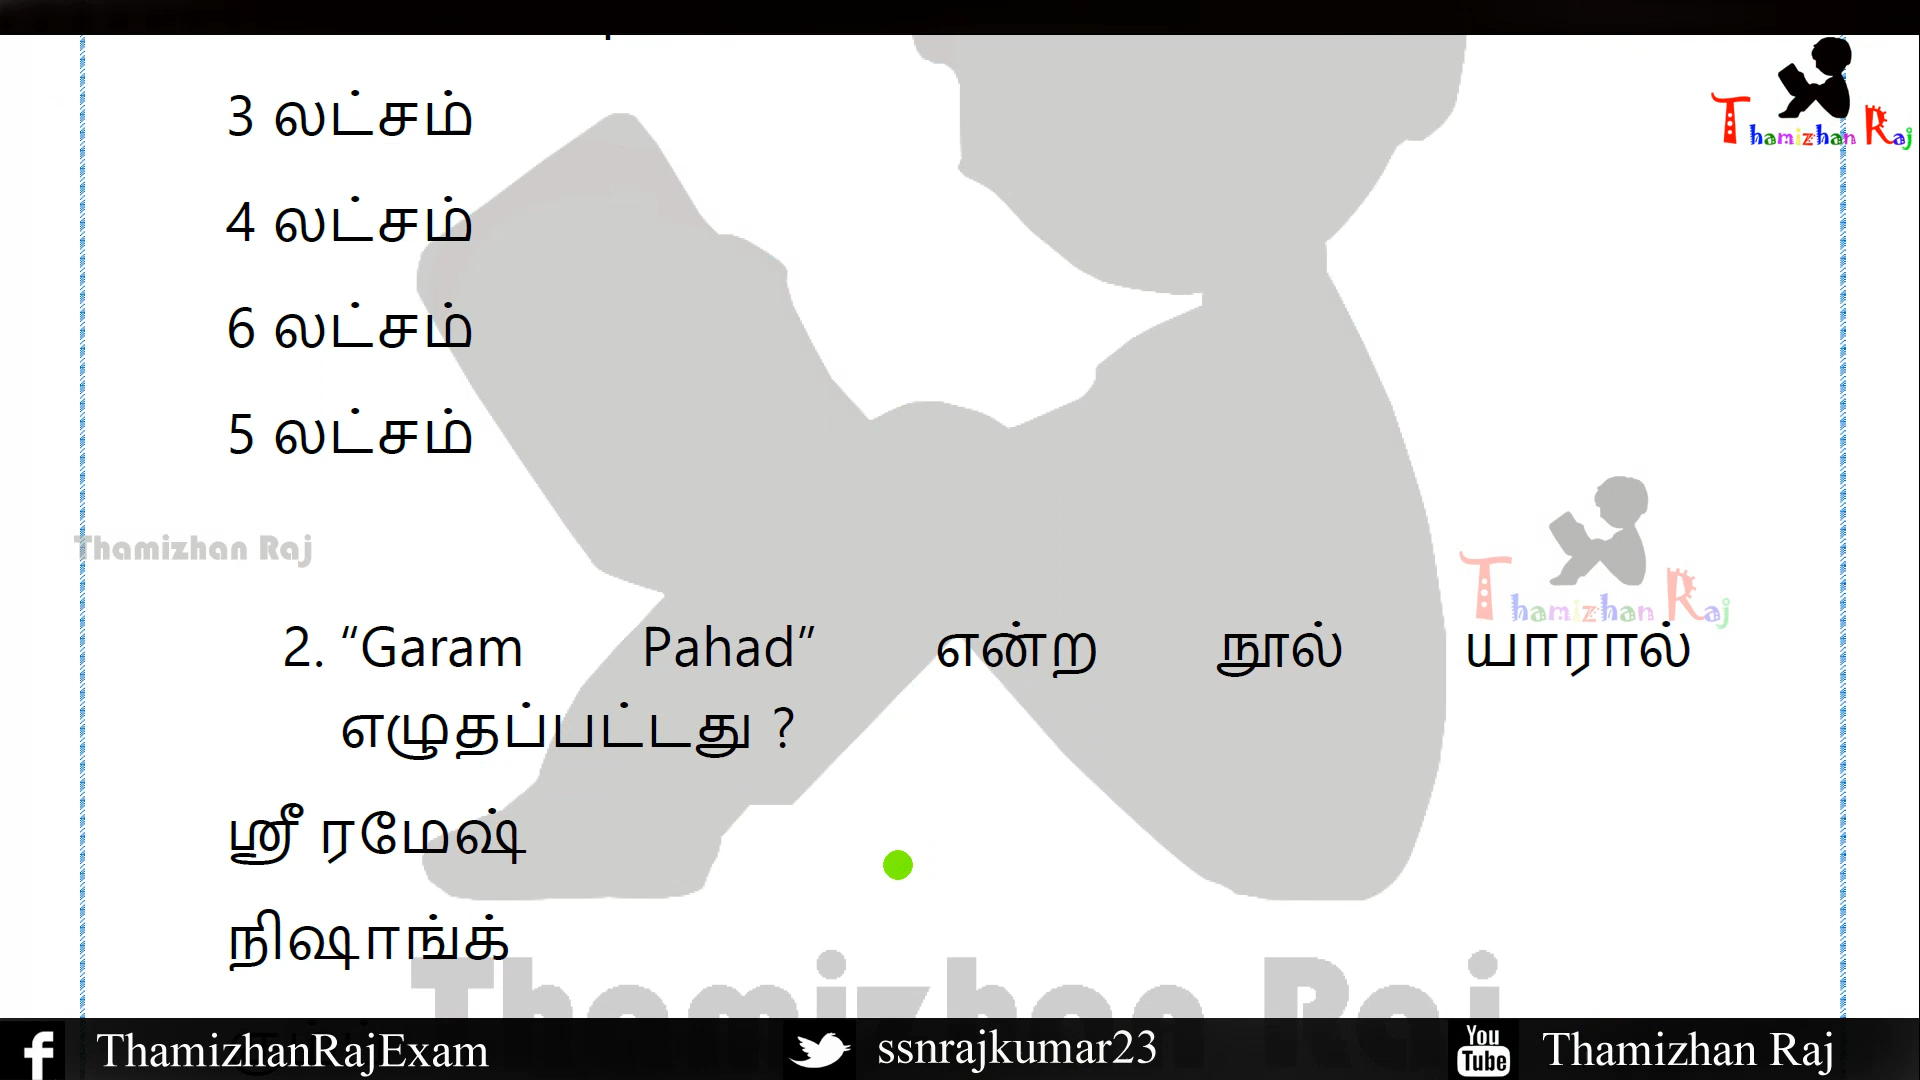 Thamizhan Raj
3 லட்சம்
4 லட்சம்
6 லட்சம்
5 லட்சம்
Thamizhan Raj
Thamizhan Raj
2. “Garam Pahad” என்ற நூல் யாரால்
எழுதப்பட்டது ?
ஸ்ரீ ரமேஷ்
நிஷாங்க்
Thamizhan Raj
ThamizhanRajExam
ssnrajkumar23
You Tube
Thamizhan Raj